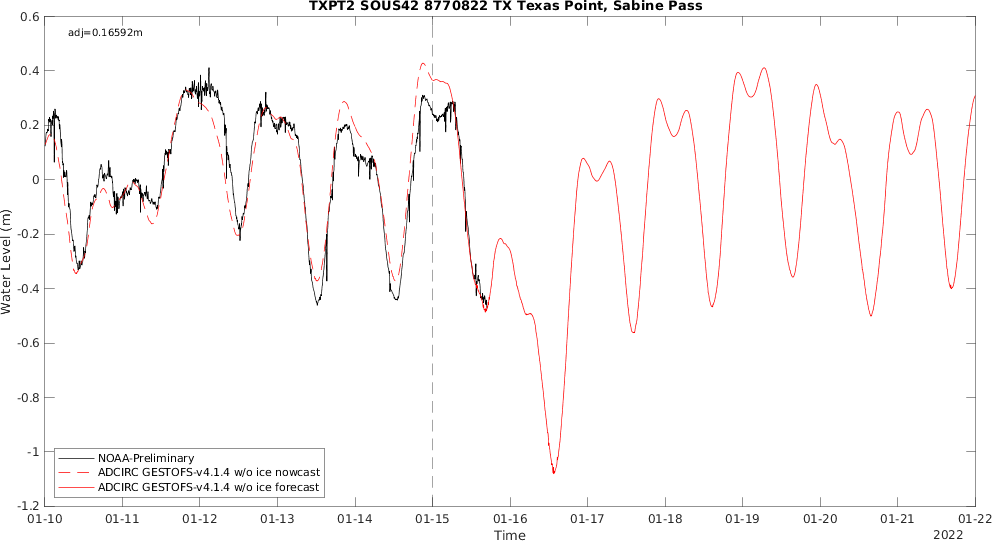 TXPT2 SOUS42 8770822 TX Texas Point, Sabine Pass
adj=0.16592m
0.6
0.4
0.2
0
-0.2
-0.4
-0.6
-0.8
-1
-1.2
Water Level (m)
NOAA-Preliminary
ADCIRC GESTOFS-v4.1.4 w/o ice nowcast
ADCIRC GESTOFS-v4.1.4 w/o ice forecast
01-10 01-11 01-12 01-13 01-14 01-15 01-16 01-17 01-18 01-19 01-20 01-21 01-22
Time
2022